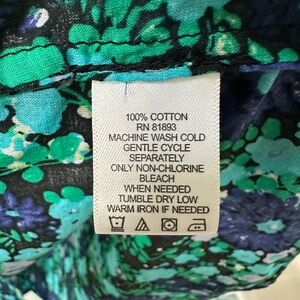 100% COTTON
RN 81893
MACHINE WASH COLD
GENTLE CYCLE
SEPARATELY
ONLY NON-CHLORINE
BLEACH
WHEN NEEDED
TUMBLE DRY LOW
WARM IRON IF NEEDED